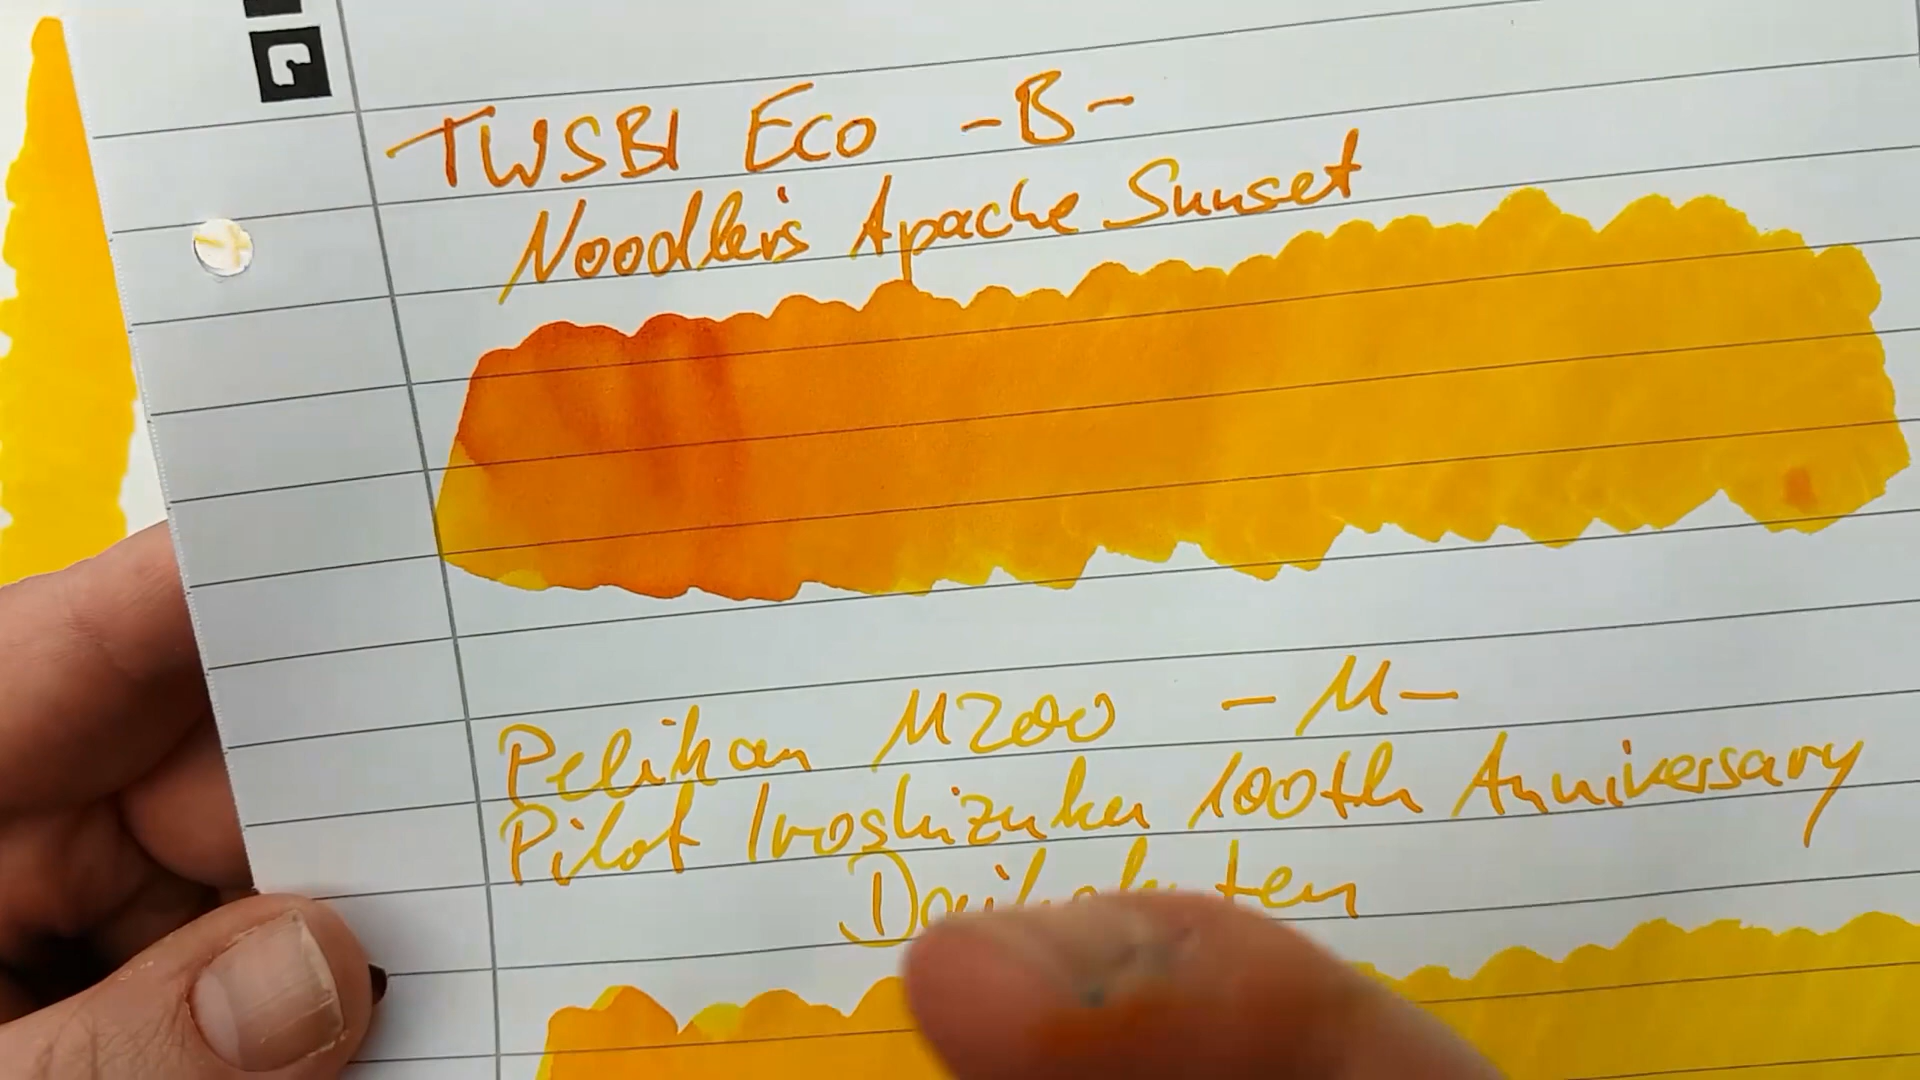 TWSBI Eco -B-
Noodler's Apache Sunset
Pelikan M200 -M-
Pilot Iroshizuku 100th Anniversary